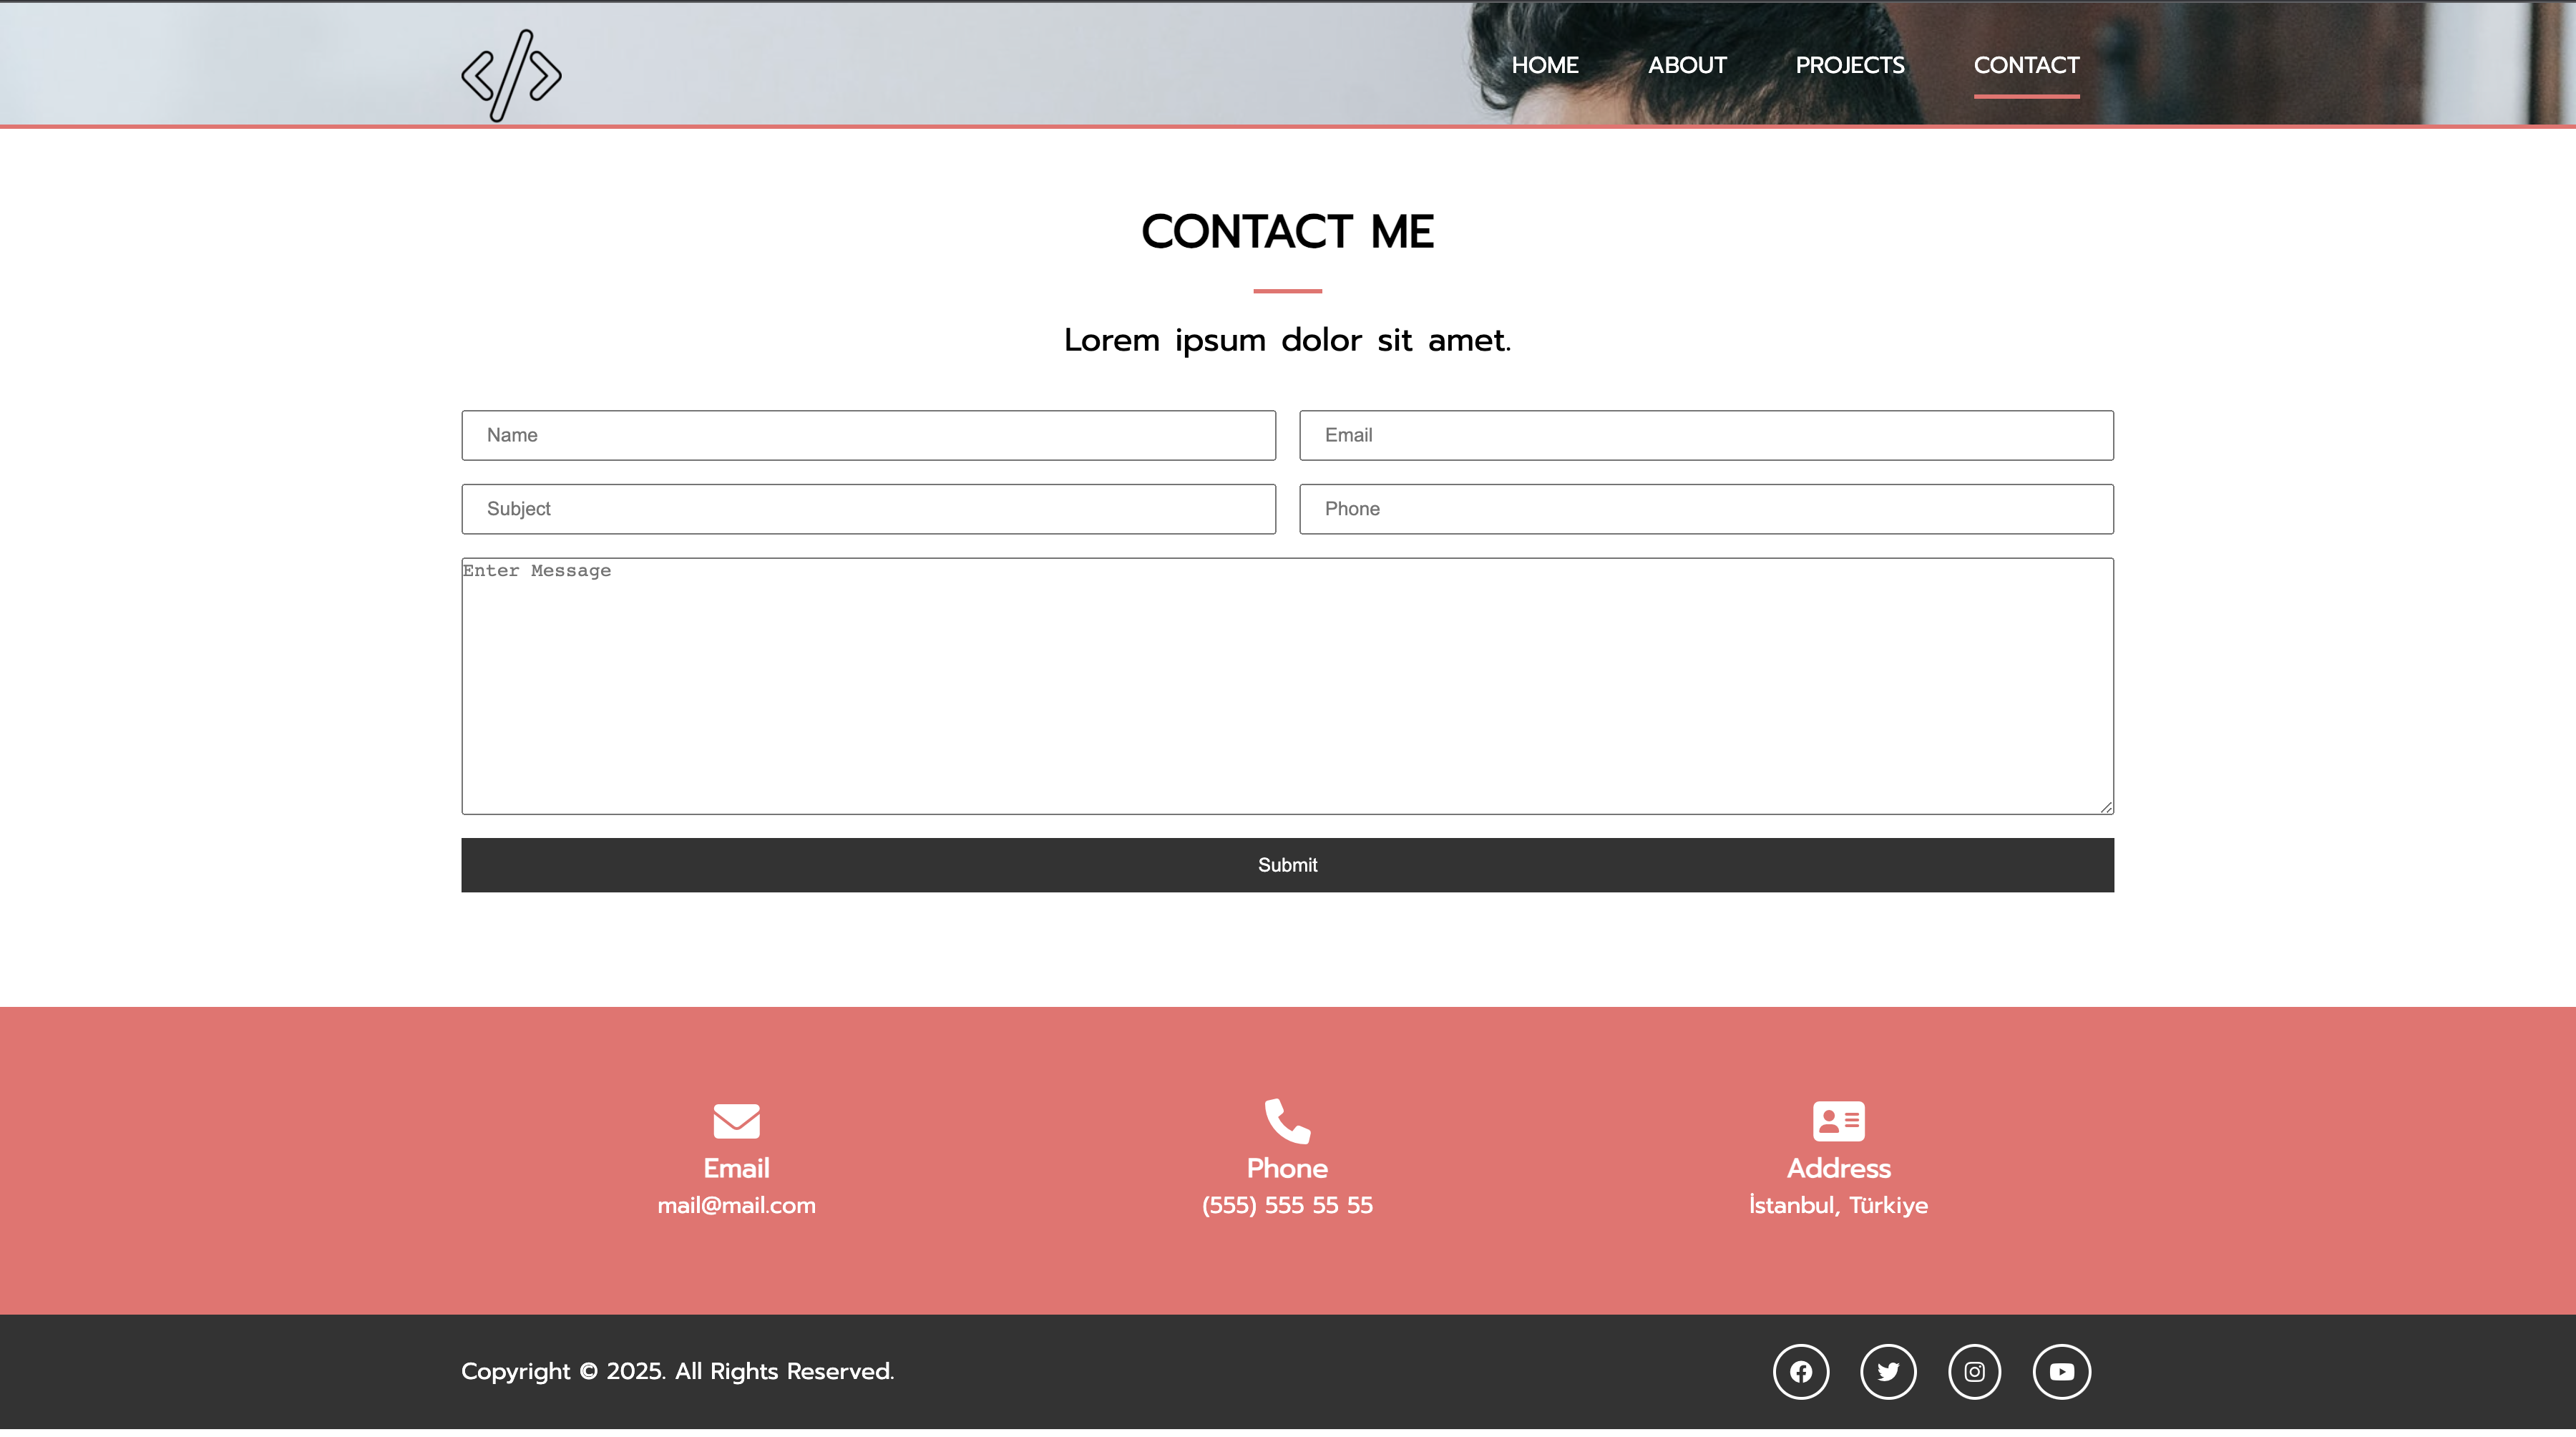 HOME ABOUT PROJECTS CONTACT
CONTACT ME
Lorem ipsum dolor sit amet.
Name Email
Subject Phone
Enter Message
Submit
Email Phone Address
mail@mail.com (555) 555 55 55 İstanbul, Türkiye
Copyright © 2025. All Rights Reserved.